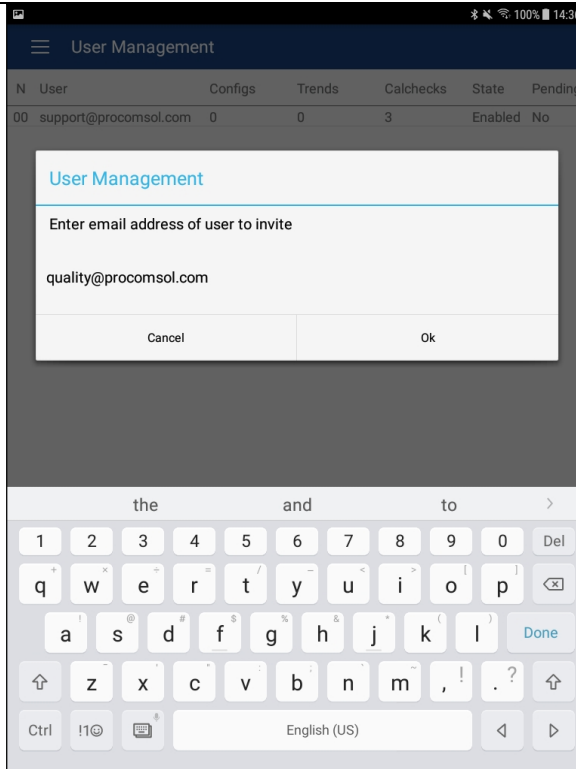 100% 14:30
User Management
N User Configs Trends Calchecks State Pending
00 support@procomsol.com 0 0 3 Enabled No
User Management
Enter email address of user to invite
quality@procomsol.com
Cancel Ok
the and to
1 2 3 4 5 6 7 8 9 0 Del
q w e r t y u i o p
a s d f g h j k l Done
z x c v b n m , ! . ?
Ctrl !1☺ English (US)